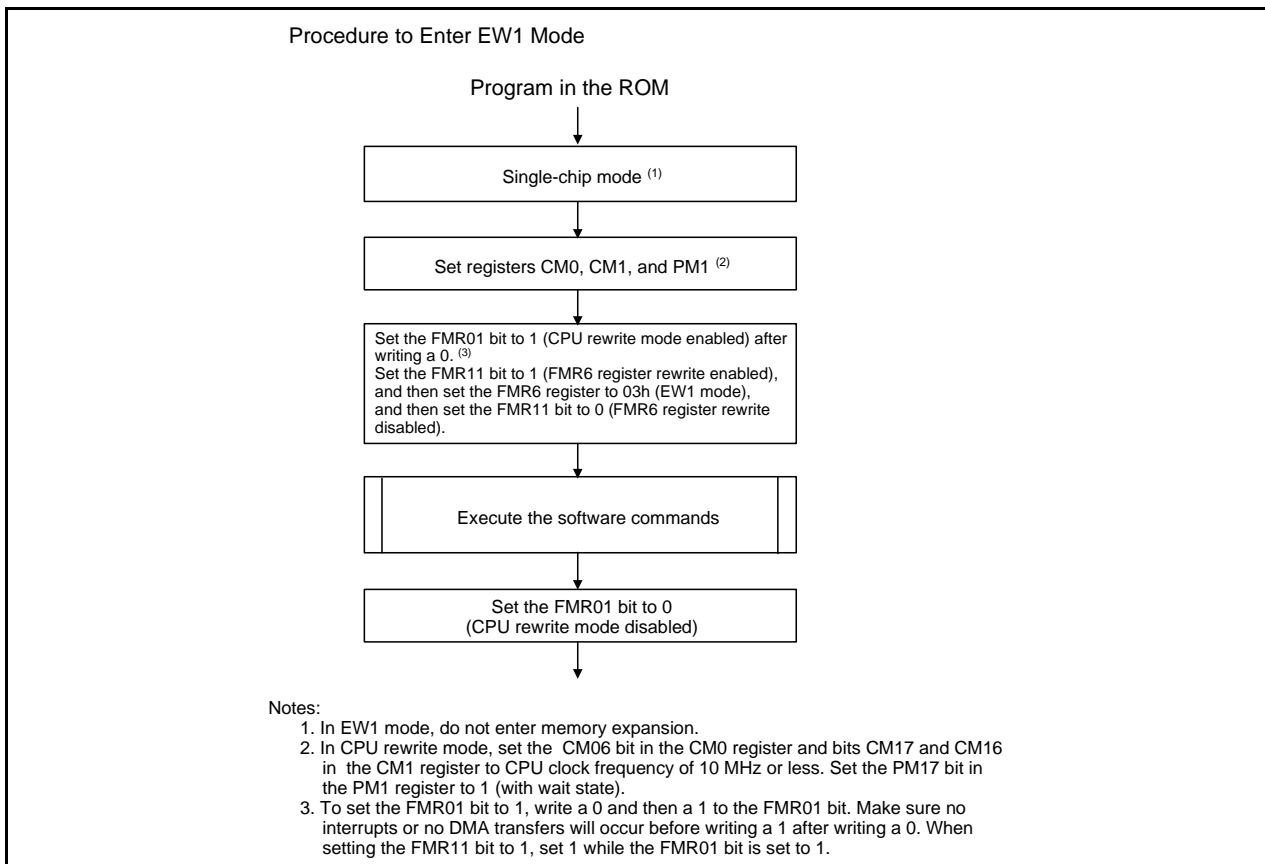 Procedure to Enter EW1 Mode
Program in the ROM
Single-chip mode (1)
Set registers CM0, CM1, and PM1 (2)
Set the FMR01 bit to 1 (CPU rewrite mode enabled) after
writing a 0. (3)
Set the FMR11 bit to 1 (FMR6 register rewrite enabled),
and then set the FMR6 register to 03h (EW1 mode),
and then set the FMR11 bit to 0 (FMR6 register rewrite
disabled).
Execute the software commands
Set the FMR01 bit to 0
(CPU rewrite mode disabled)
Notes:
1. In EW1 mode, do not enter memory expansion.
2. In CPU rewrite mode, set the CM06 bit in the CM0 register and bits CM17 and CM16
in the CM1 register to CPU clock frequency of 10 MHz or less. Set the PM17 bit in
the PM1 register to 1 (with wait state).
3. To set the FMR01 bit to 1, write a 0 and then a 1 to the FMR01 bit. Make sure no
interrupts or no DMA transfers will occur before writing a 1 after writing a 0. When
setting the FMR11 bit to 1, set 1 while the FMR01 bit is set to 1.